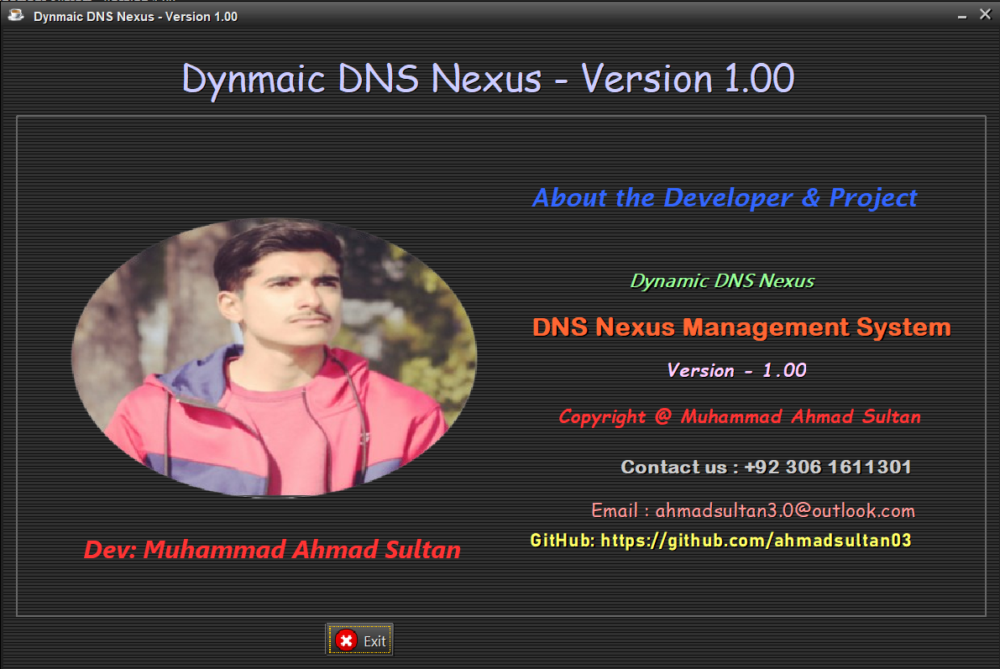 Dynmaic DNS Nexus - Version 1.00
Dynmaic DNS Nexus - Version 1.00
About the Developer & Project
Dynamic DNS Nexus
DNS Nexus Management System
Version - 1.00
Copyright @ Muhammad Ahmad Sultan
Contact us : +92 306 1611301
Email : ahmadsultan3.0@outlook.com
GitHub: https://github.com/ahmadsultan03
Dev: Muhammad Ahmad Sultan
Exit